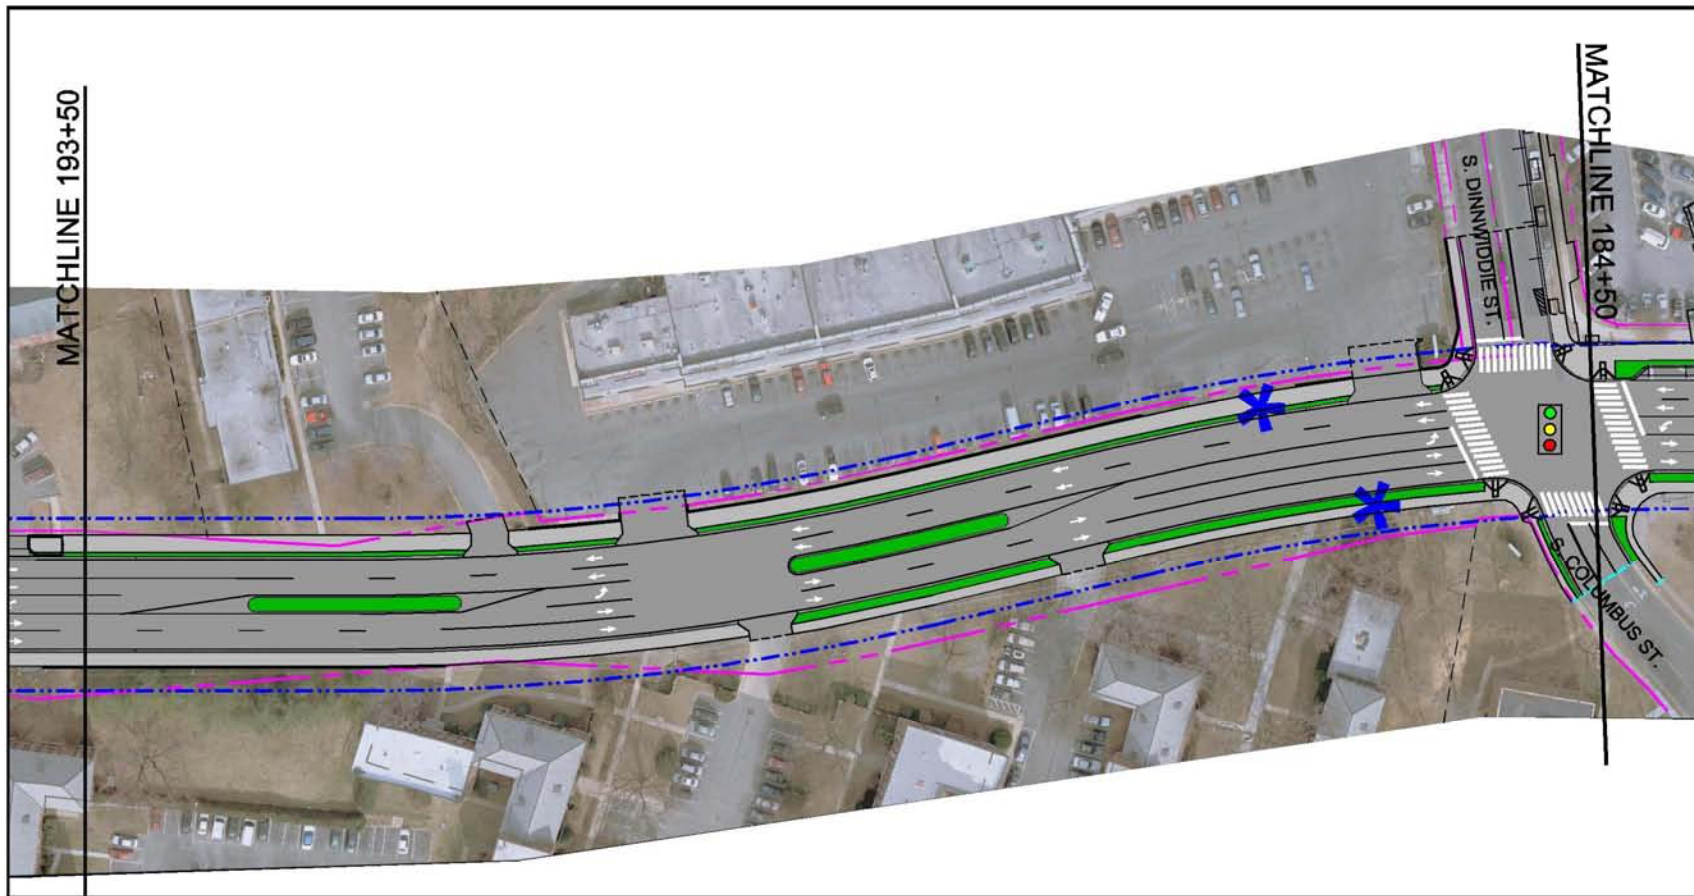 MATCHLINE 193+50
S. DINNWIDDIE ST.
MATCHLINE 184+50
S. COLUMBUS ST.